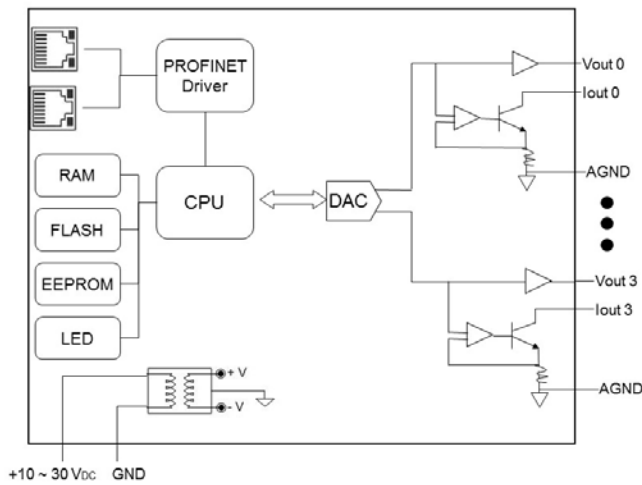 PROFINET
Driver
RAM
FLASH
EEPROM
LED
CPU
DAC
Vout 0
Iout 0
AGND
Vout 3
Iout 3
AGND
+ V
- V
+10 ~ 30 VDC GND